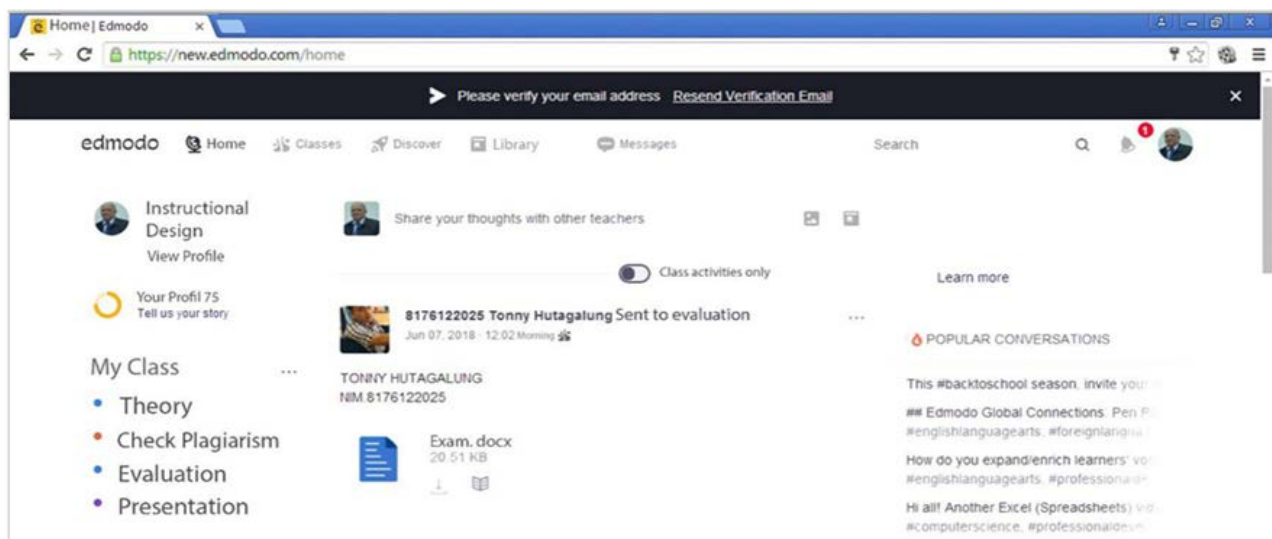 Home | Edmodo
https://new.edmodo.com/home
Please verify your email address Resend Verification Email
edmodo Home Classes Discover Library Messages Search 1
Instructional
Design
View Profile
Your Profil 75
Tell us your story
My Class
Theory
Check Plagiarism
Evaluation
Presentation
Share your thoughts with other teachers
Class activities only
8176122025 Tonny Hutagalung Sent to evaluation
Jun 07, 2018 - 12:02 Morning
TONNY HUTAGALUNG
NIM.8176122025
Exam. docx
20.51 KB
Learn more
POPULAR CONVERSATIONS
This #backtoschool season, invite your
## Edmodo Global Connections. Pen
#englishlanguagearts, #foreignlangua
How do you expand/enrich learners'
#englishlanguagearts, #professional
Hi all! Another Excel (Spreadsheets)
#computerscience, #professionaldeve